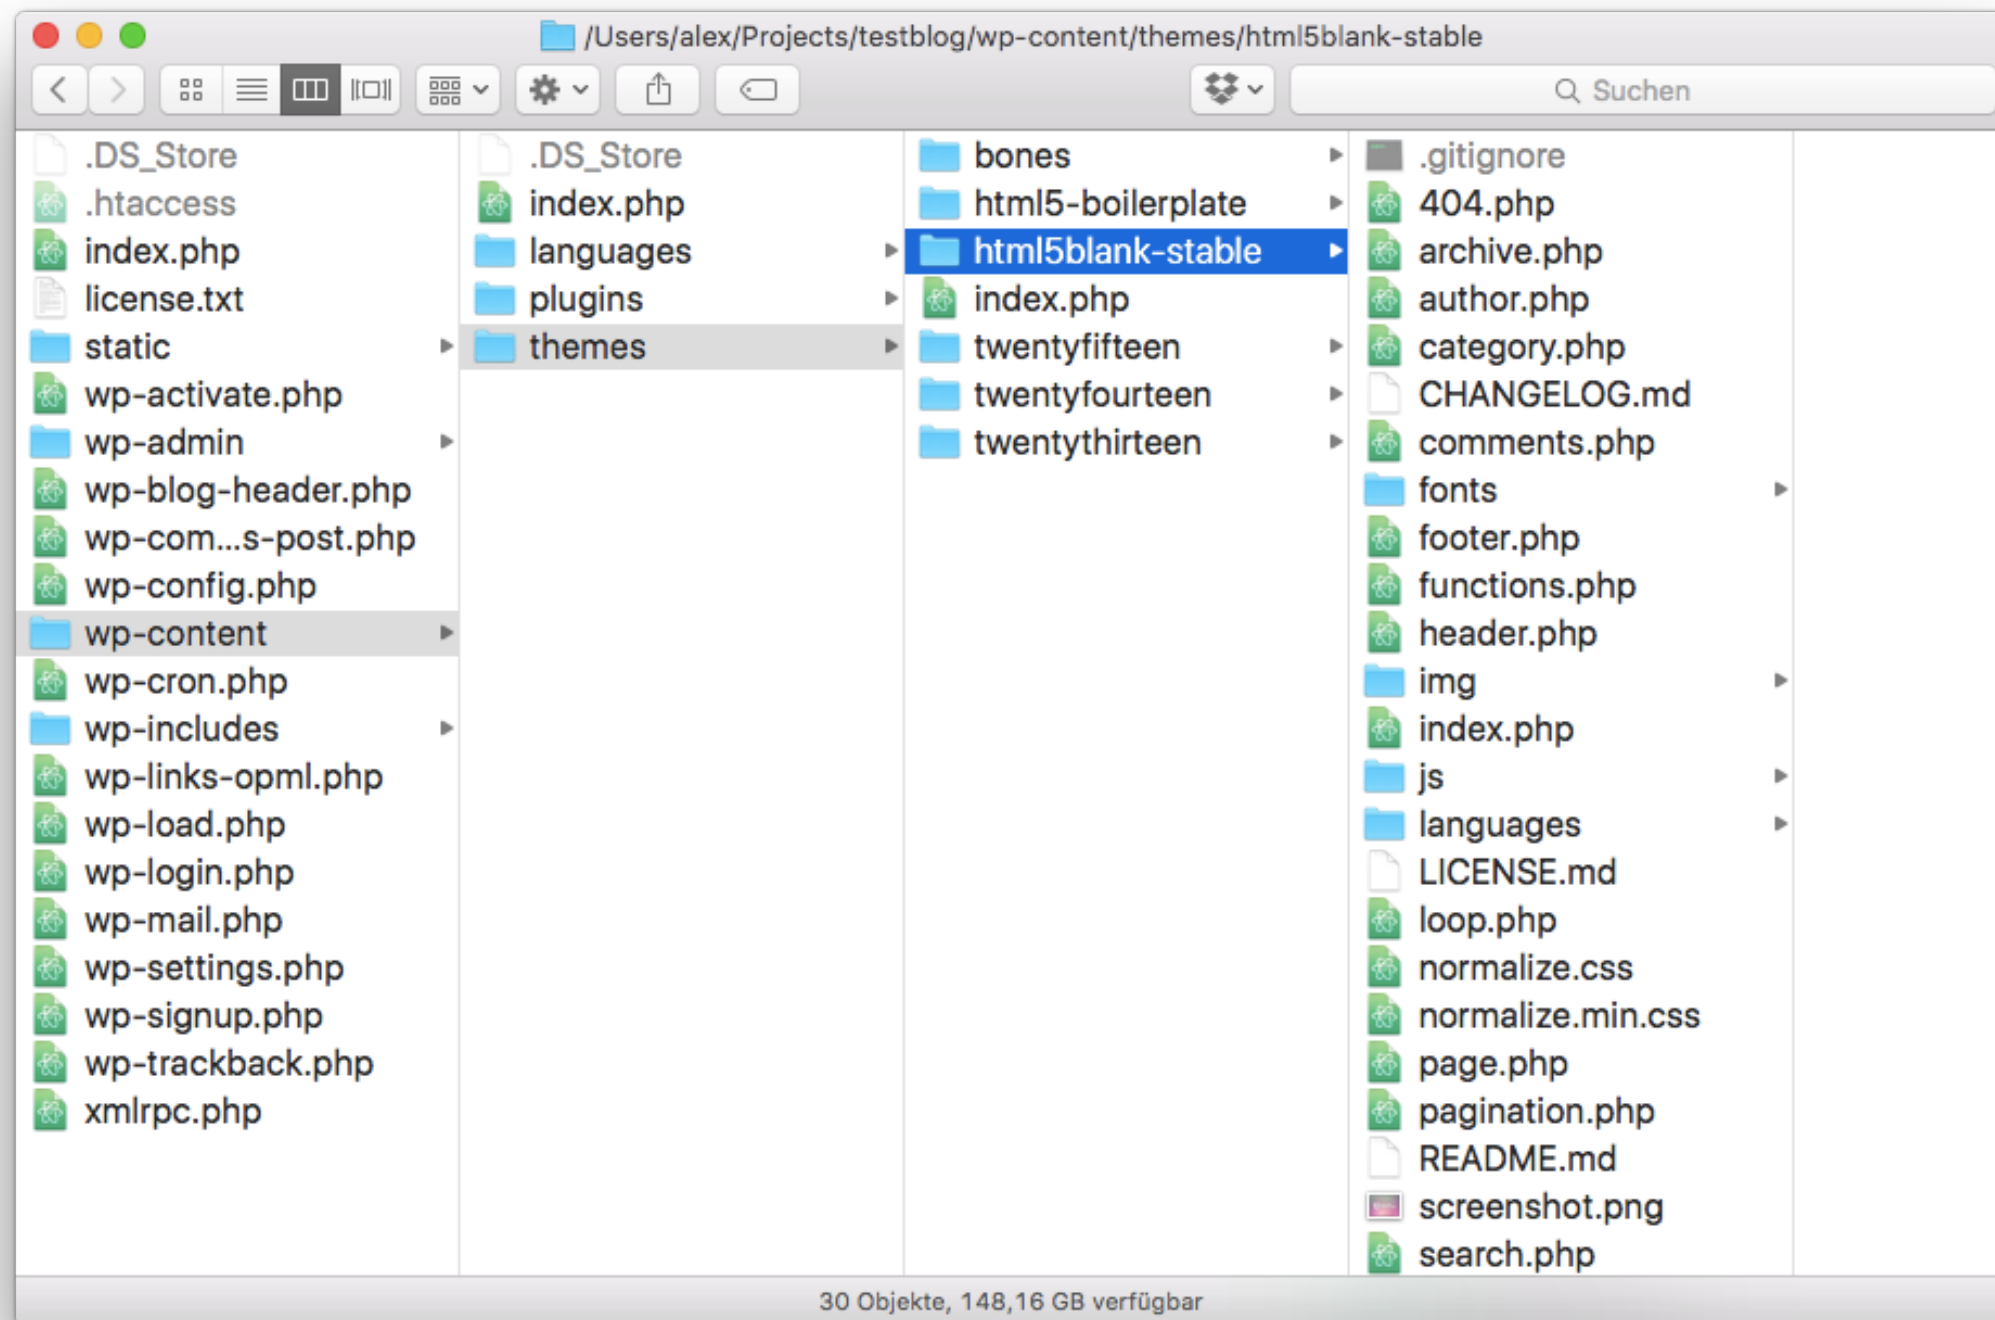 /Users/alex/Projects/testblog/wp-content/themes/html5blank-stable
Suchen
.DS_Store
.htaccess
index.php
license.txt
static
wp-activate.php
wp-admin
wp-blog-header.php
wp-com...s-post.php
wp-config.php
wp-content
wp-cron.php
wp-includes
wp-links-opml.php
wp-load.php
wp-login.php
wp-mail.php
wp-settings.php
wp-signup.php
wp-trackback.php
xmlrpc.php
.DS_Store
index.php
languages
plugins
themes
bones
html5-boilerplate
html5blank-stable
index.php
twentyfifteen
twentyfourteen
twentythirteen
.gitignore
404.php
archive.php
author.php
category.php
CHANGELOG.md
comments.php
fonts
footer.php
functions.php
header.php
img
index.php
js
languages
LICENSE.md
loop.php
normalize.css
normalize.min.css
page.php
pagination.php
README.md
screenshot.png
search.php
30 Objekte, 148,16 GB verfügbar